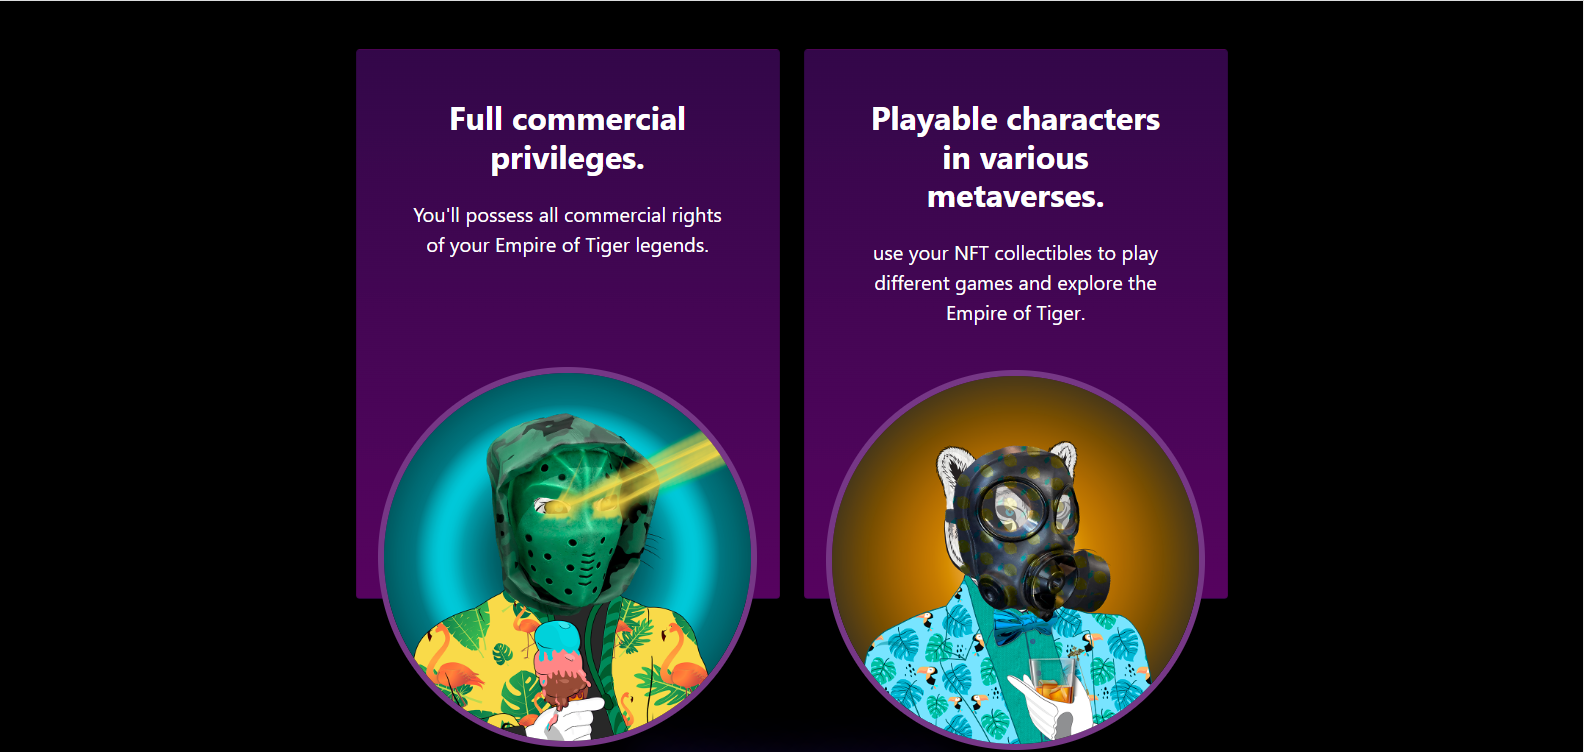 Full commercial
privileges.
You'll possess all commercial rights
of your Empire of Tiger legends.
Playable characters
in various
metaverses.
use your NFT collectibles to play
different games and explore the
Empire of Tiger.